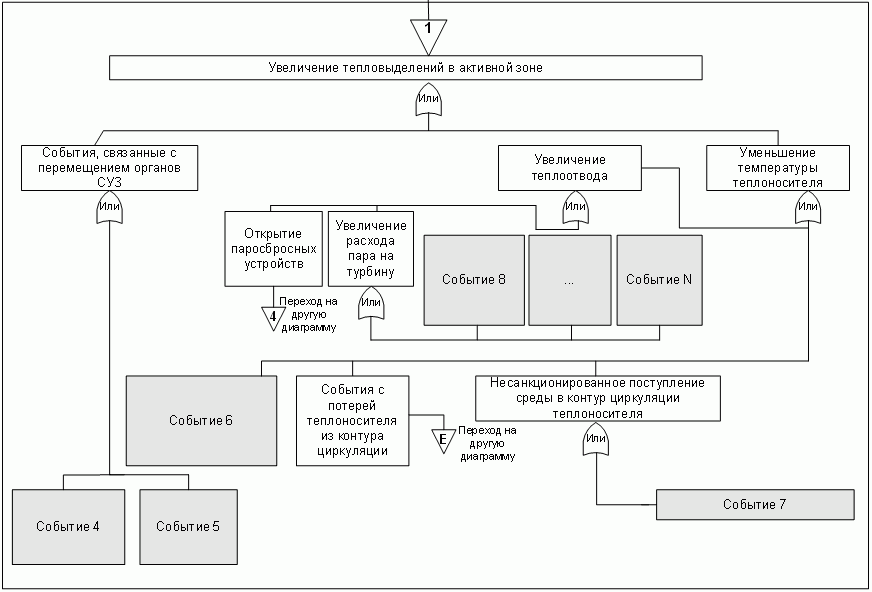 1
Увеличение тепловыделений в активной зоне
Или
События, связанные с
перемещением органов
СУЗ
Увеличение
теплоотвода
Уменьшение
температуры
теплоносителя
Или
Или
Или
Открытие
паросбросных
устройств
Увеличение
расхода
пара на
турбину
Событие 8
...
Событие N
4
Переход на
другую
диаграмму
Или
Событие 6
События с
потерей
теплоносителя
из контура
циркуляции
Несанкционированное поступление
среды в контур циркуляции
теплоносителя
E
Переход на
другую
диаграмму
Или
Событие 4
Событие 5
Событие 7